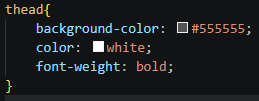 thead{
    background-color: #555555;
    color: white;
    font-weight: bold;
}